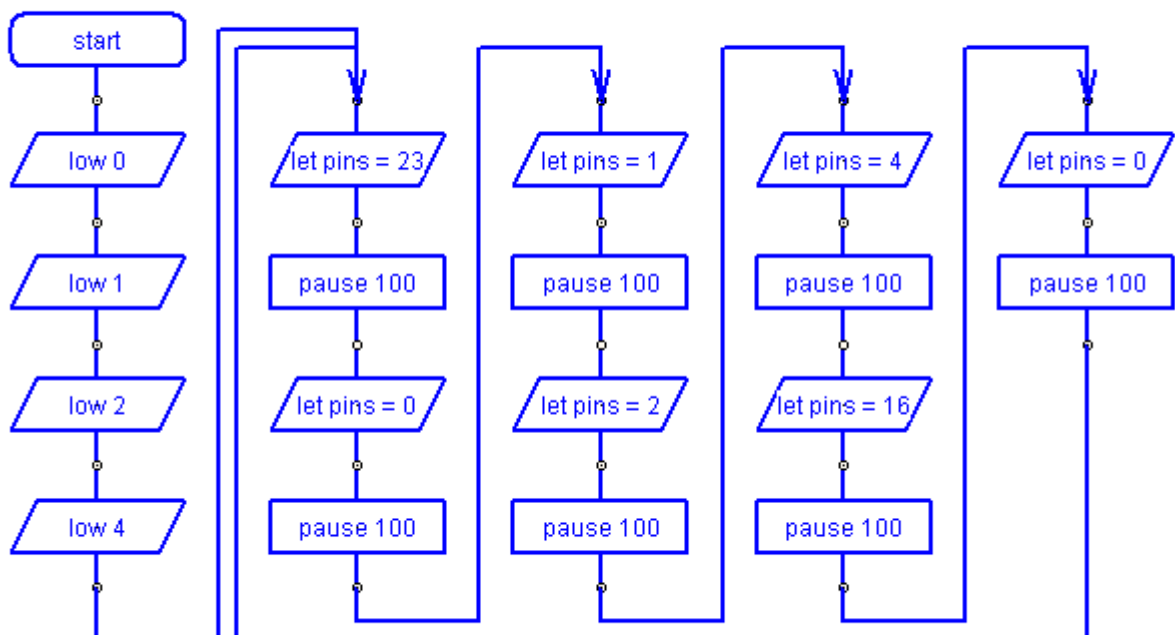 start
low 0
low 1
low 2
low 4
let pins = 23
pause 100
let pins = 0
pause 100
let pins = 1
pause 100
let pins = 2
pause 100
let pins = 4
pause 100
let pins = 16
pause 100
let pins = 0
pause 100